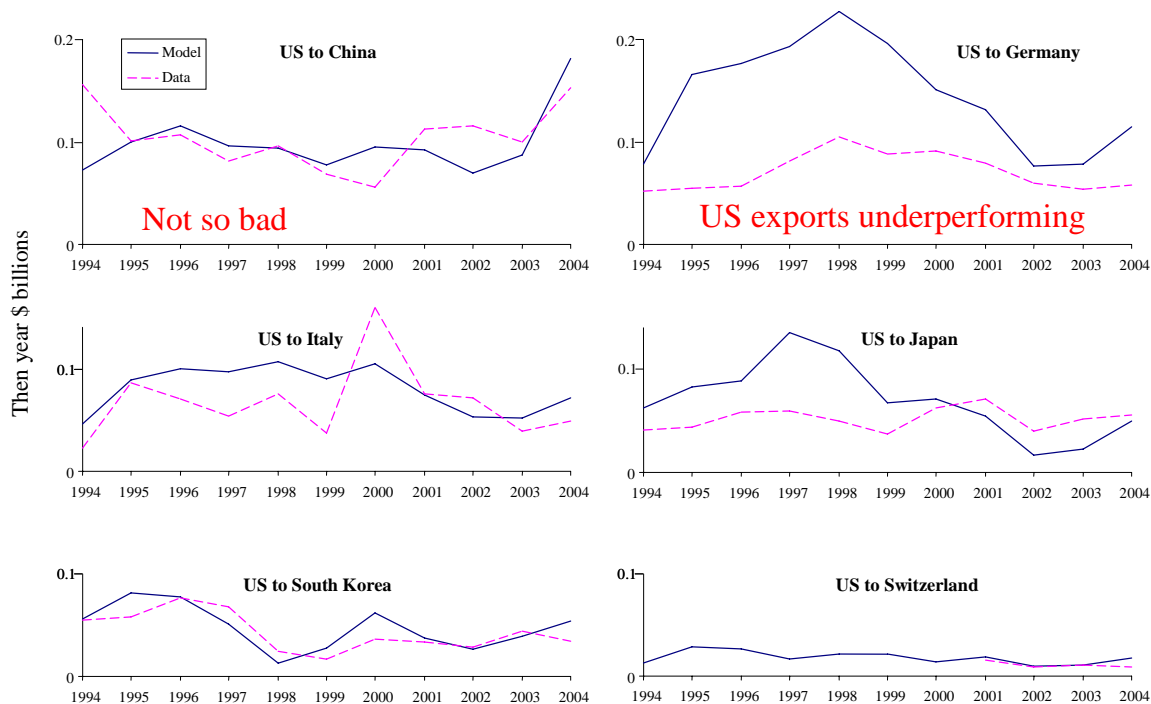 Then year $ billions
US to China
Model
Data
0.2
0.1
0
Not so bad
1994 1995 1996 1997 1998 1999 2000 2001 2002 2003 2004
US to Germany
0.2
0.1
0
US exports underperforming
1994 1995 1996 1997 1998 1999 2000 2001 2002 2003 2004
US to Italy
0.1
0
1994 1995 1996 1997 1998 1999 2000 2001 2002 2003 2004
US to Japan
0.1
0
1994 1995 1996 1997 1998 1999 2000 2001 2002 2003 2004
US to South Korea
0.1
0
1994 1995 1996 1997 1998 1999 2000 2001 2002 2003 2004
US to Switzerland
0.1
0
1994 1995 1996 1997 1998 1999 2000 2001 2002 2003 2004